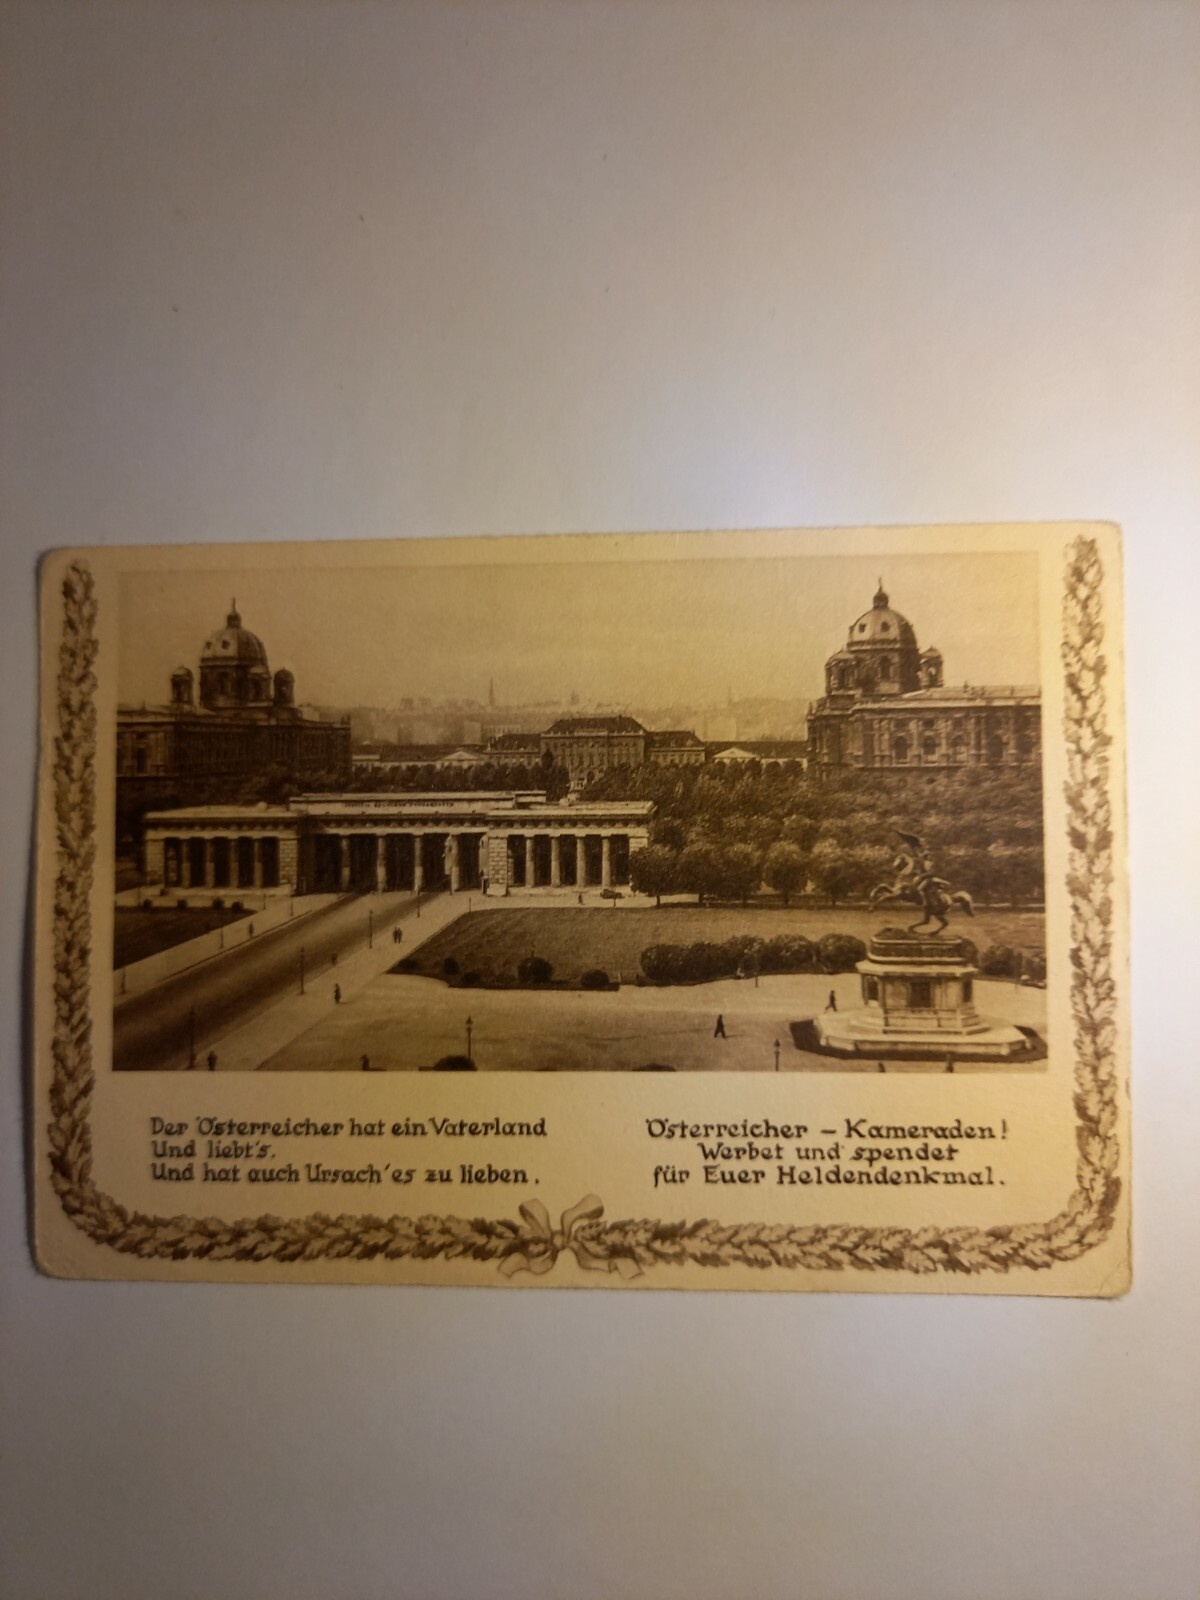 Der Österreicher hat ein Vaterland
Und liebt's.
Und hat auch Ursach' es zu lieben.
Österreicher – Kameraden!
Werbet und spendet
für Euer Heldendenkmal.